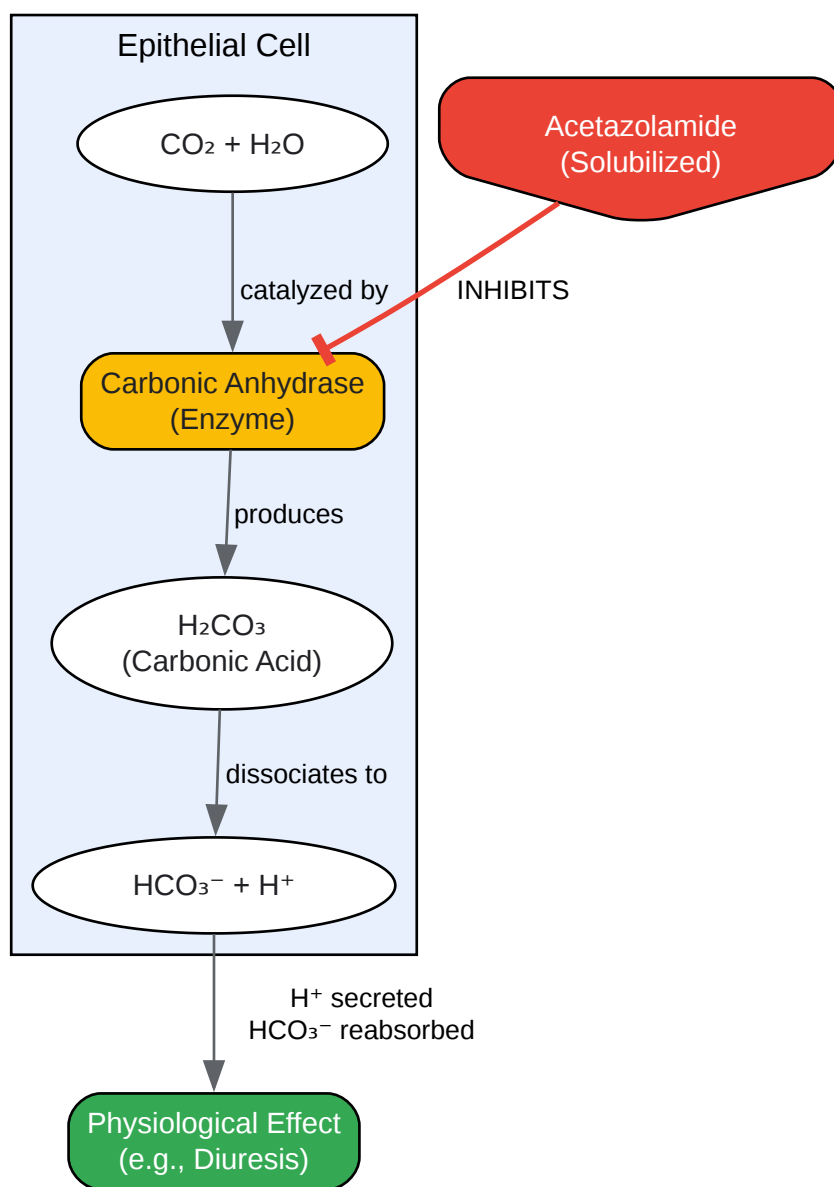 Epithelial Cell
CO₂ + H₂O
Acetazolamide
(Solubilized)
catalyzed by
INHIBITS
Carbonic Anhydrase
(Enzyme)
produces
H₂CO₃
(Carbonic Acid)
dissociates to
HCO₃⁻ + H⁺
H⁺ secreted
HCO₃⁻ reabsorbed
Physiological Effect
(e.g., Diuresis)